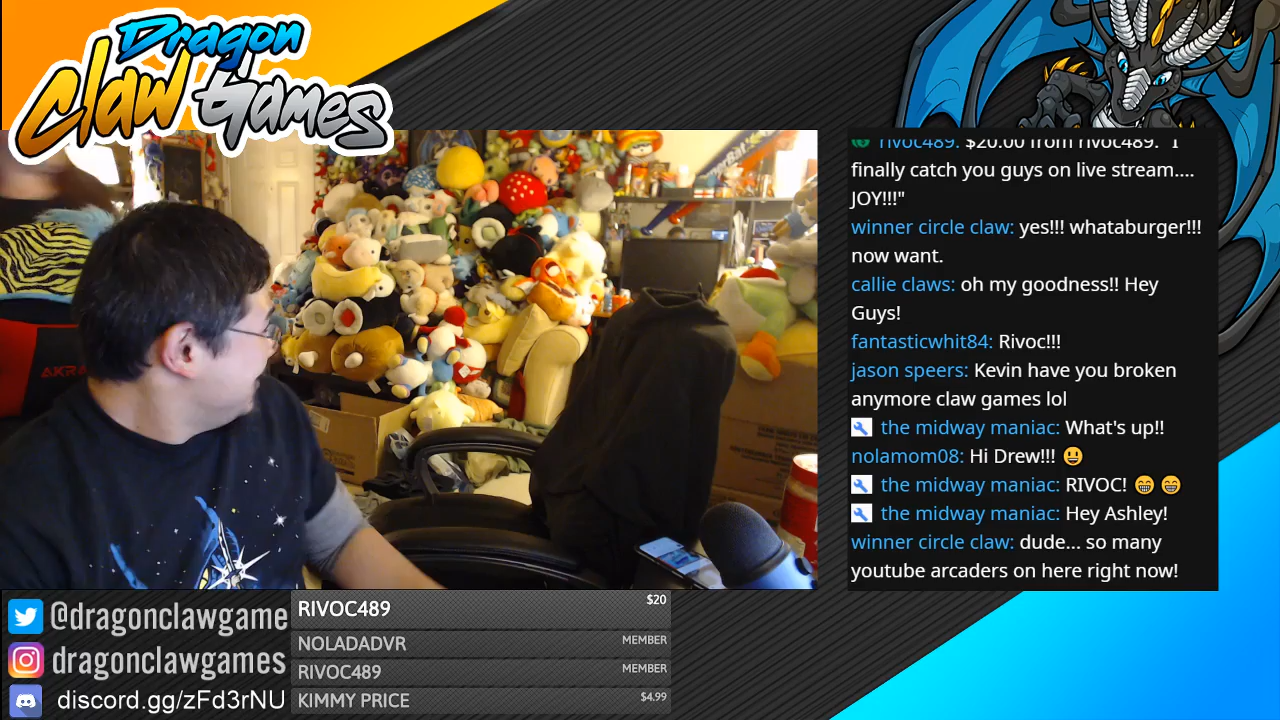 Dragon
Claw Games
rivoc489: $20.00 from rivoc489: "I
finally catch you guys on live stream....
JOY!!!"
winner circle claw: yes!!! whataburger!!!
now want.
callie claws: oh my goodness!! Hey
Guys!
fantasticwhit84: Rivoc!!!
jason speers: Kevin have you broken
anymore claw games lol
the midway maniac: What's up!!
nolamom08: Hi Drew!!! 😃
the midway maniac: RIVOC! 😁 😁
the midway maniac: Hey Ashley!
winner circle claw: dude... so many
youtube arcaders on here right now!
AKRA
@dragonclawgame
dragonclawgames
discord.gg/zFd3rNU
RIVOC489 $20
NOLADADVR MEMBER
RIVOC489 MEMBER
KIMMY PRICE $4.99